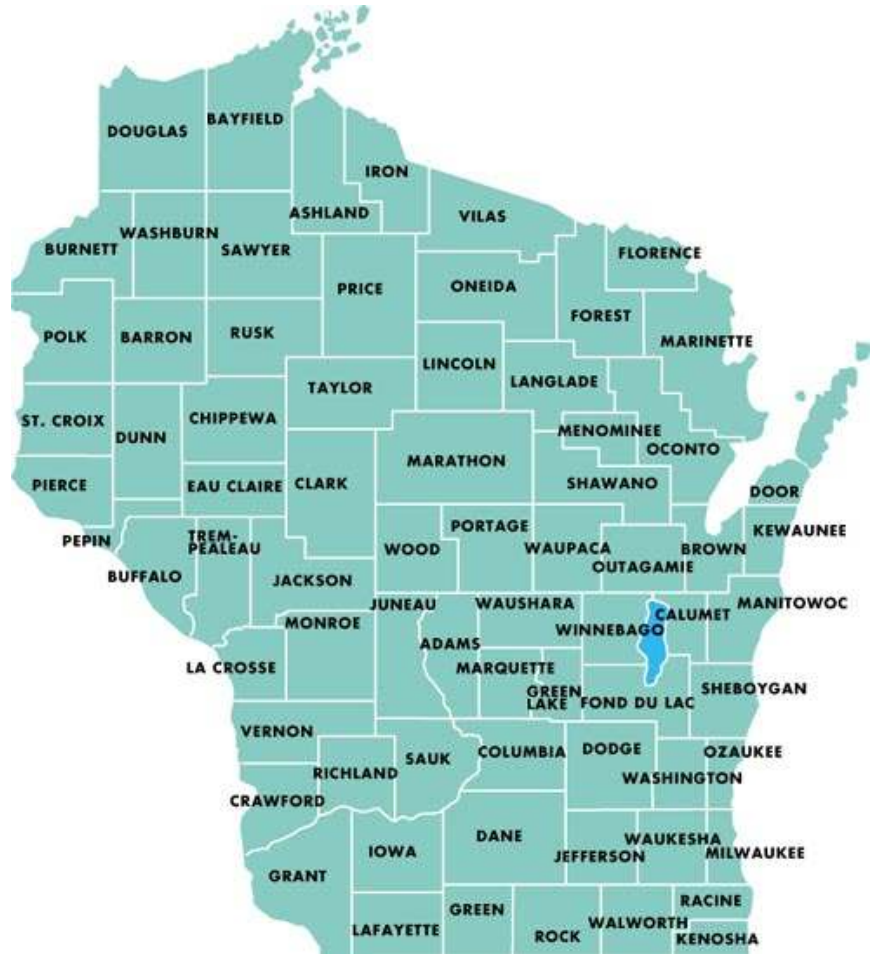 BAYFIELD
DOUGLAS
IRON
ASHLAND
VILAS
WASHBURN
BURNETT
SAWYER
FLORENCE
PRICE
ONEIDA
FOREST
POLK
BARRON
RUSK
MARINETTE
LINCOLN
TAYLOR
LANGLADE
ST. CROIX
CHIPPEWA
DUNN
MENOMINEE
OCONTO
MARATHON
PIERCE
EAU CLAIRE
CLARK
SHAWANO
DOOR
PORTAGE
KEWAUNEE
PEPIN
TREM-
PEALEAU
WOOD
WAUPACA
BROWN
OUTAGAMIE
BUFFALO
JACKSON
JUNEAU
WAUSHARA
MANITOWOC
CALUMET
MONROE
WINNEBAGO
ADAMS
LA CROSSE
MARQUETTE
GREEN
LAKE
SHEBOYGAN
FOND DU LAC
VERNON
SAUK
COLUMBIA
DODGE
OZAUKEE
RICHLAND
WASHINGTON
CRAWFORD
DANE
WAUKESHA
IOWA
JEFFERSON
MILWAUKEE
GRANT
RACINE
GREEN
WALWORTH
LAFAYETTE
ROCK
KENOSHA